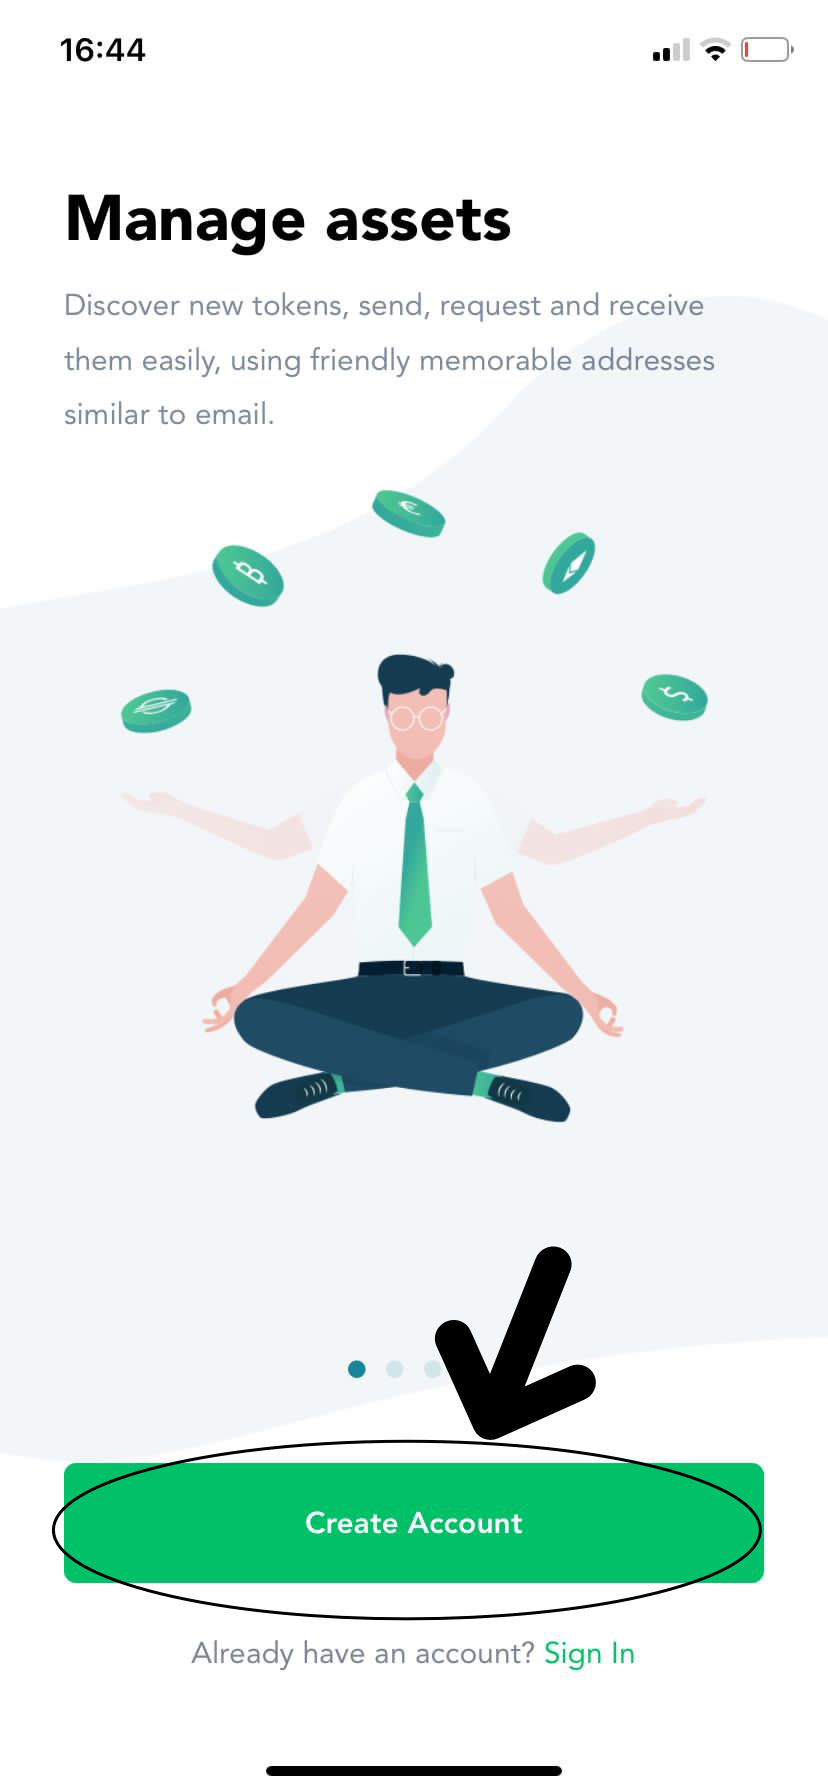 16:44
Manage assets
Discover new tokens, send, request and receive
them easily, using friendly memorable addresses
similar to email.
Create Account
Already have an account? Sign In